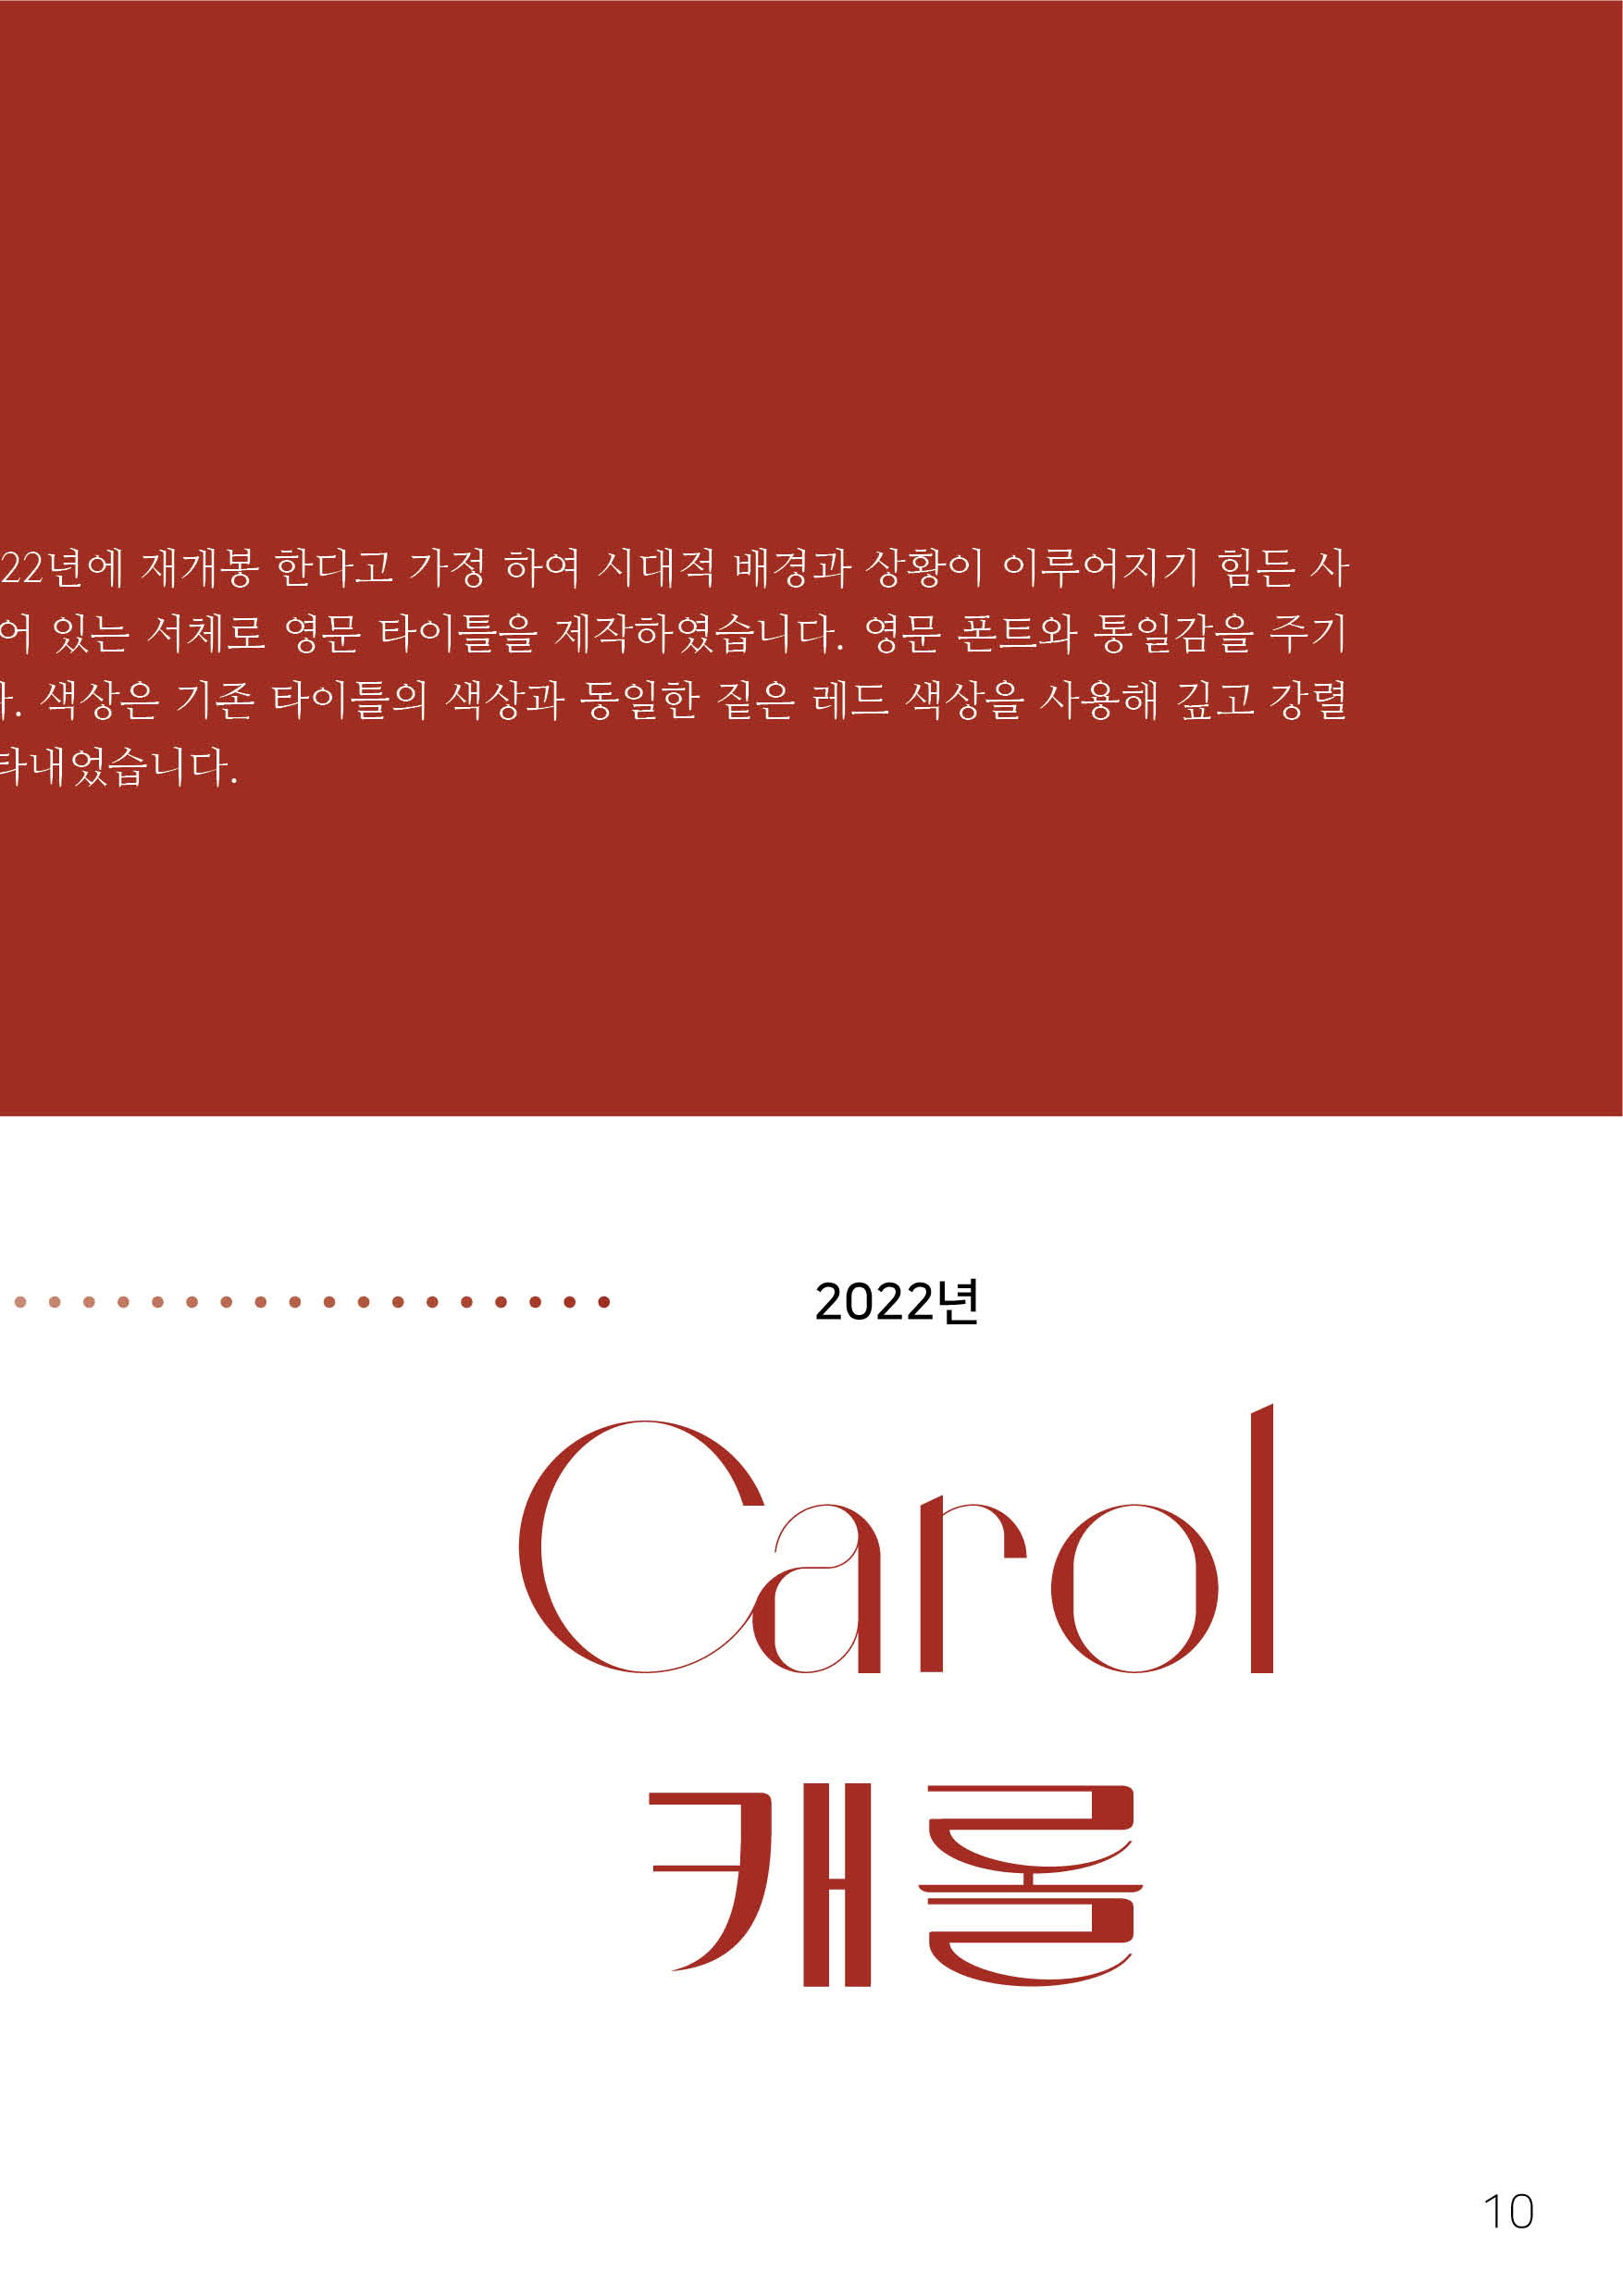 22년에 재개봉 한다고 가정 하여 시대적 배경과 상황이 이루어지기 힘든 사
어 있는 서체로 영문 타이틀을 제작하였습니다. 영문 폰트와 통일감을 주기
. 색상은 기존 타이틀의 색상과 동일한 짙은 레드 색상을 사용해 깊고 강렬
타내었습니다.
2022년
Carol
캐롤
10